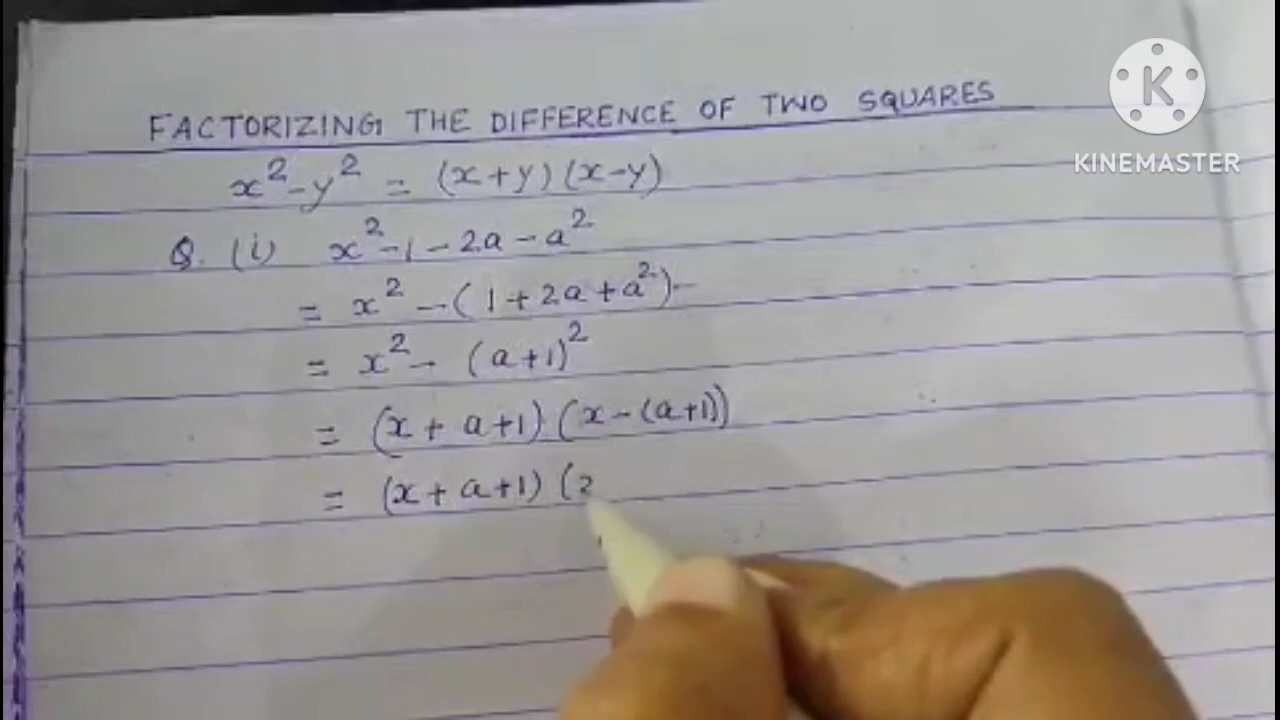 FACTORIZING THE DIFFERENCE OF TWO SQUARES
x² - y² = (x+y) (x-y)
Q. (i) x² - 1 - 2a - a²
= x² - (1 + 2a + a²) -
= x² - (a+1)²
= (x + a+1) (x - (a+1))
= (x + a+1) (
K
KINEMASTER